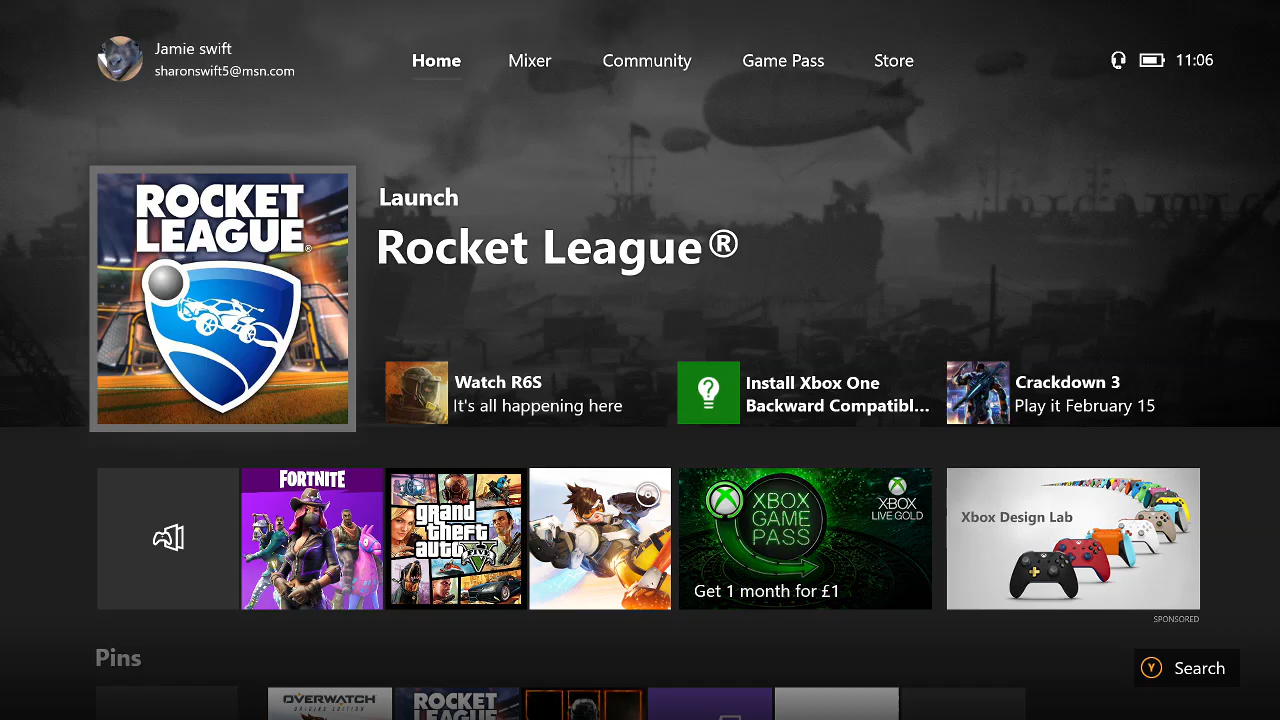 Jamie swift
sharonswift5@msn.com
Home
Mixer
Community
Game Pass
Store
11:06
ROCKET
LEAGUE®
Launch
Rocket League®
Watch R6S
It's all happening here
Install Xbox One
Backward Compatibl...
Crackdown 3
Play it February 15
FORTNITE
grand
theft
auto
V
FIVE
XBOX
GAME
PASS
XBOX
LIVE GOLD
Get 1 month for £1
Xbox Design Lab
SPONSORED
Pins
Y Search
OVERWATCH
ORIGINS EDITION
ROCKET
LEAGUE